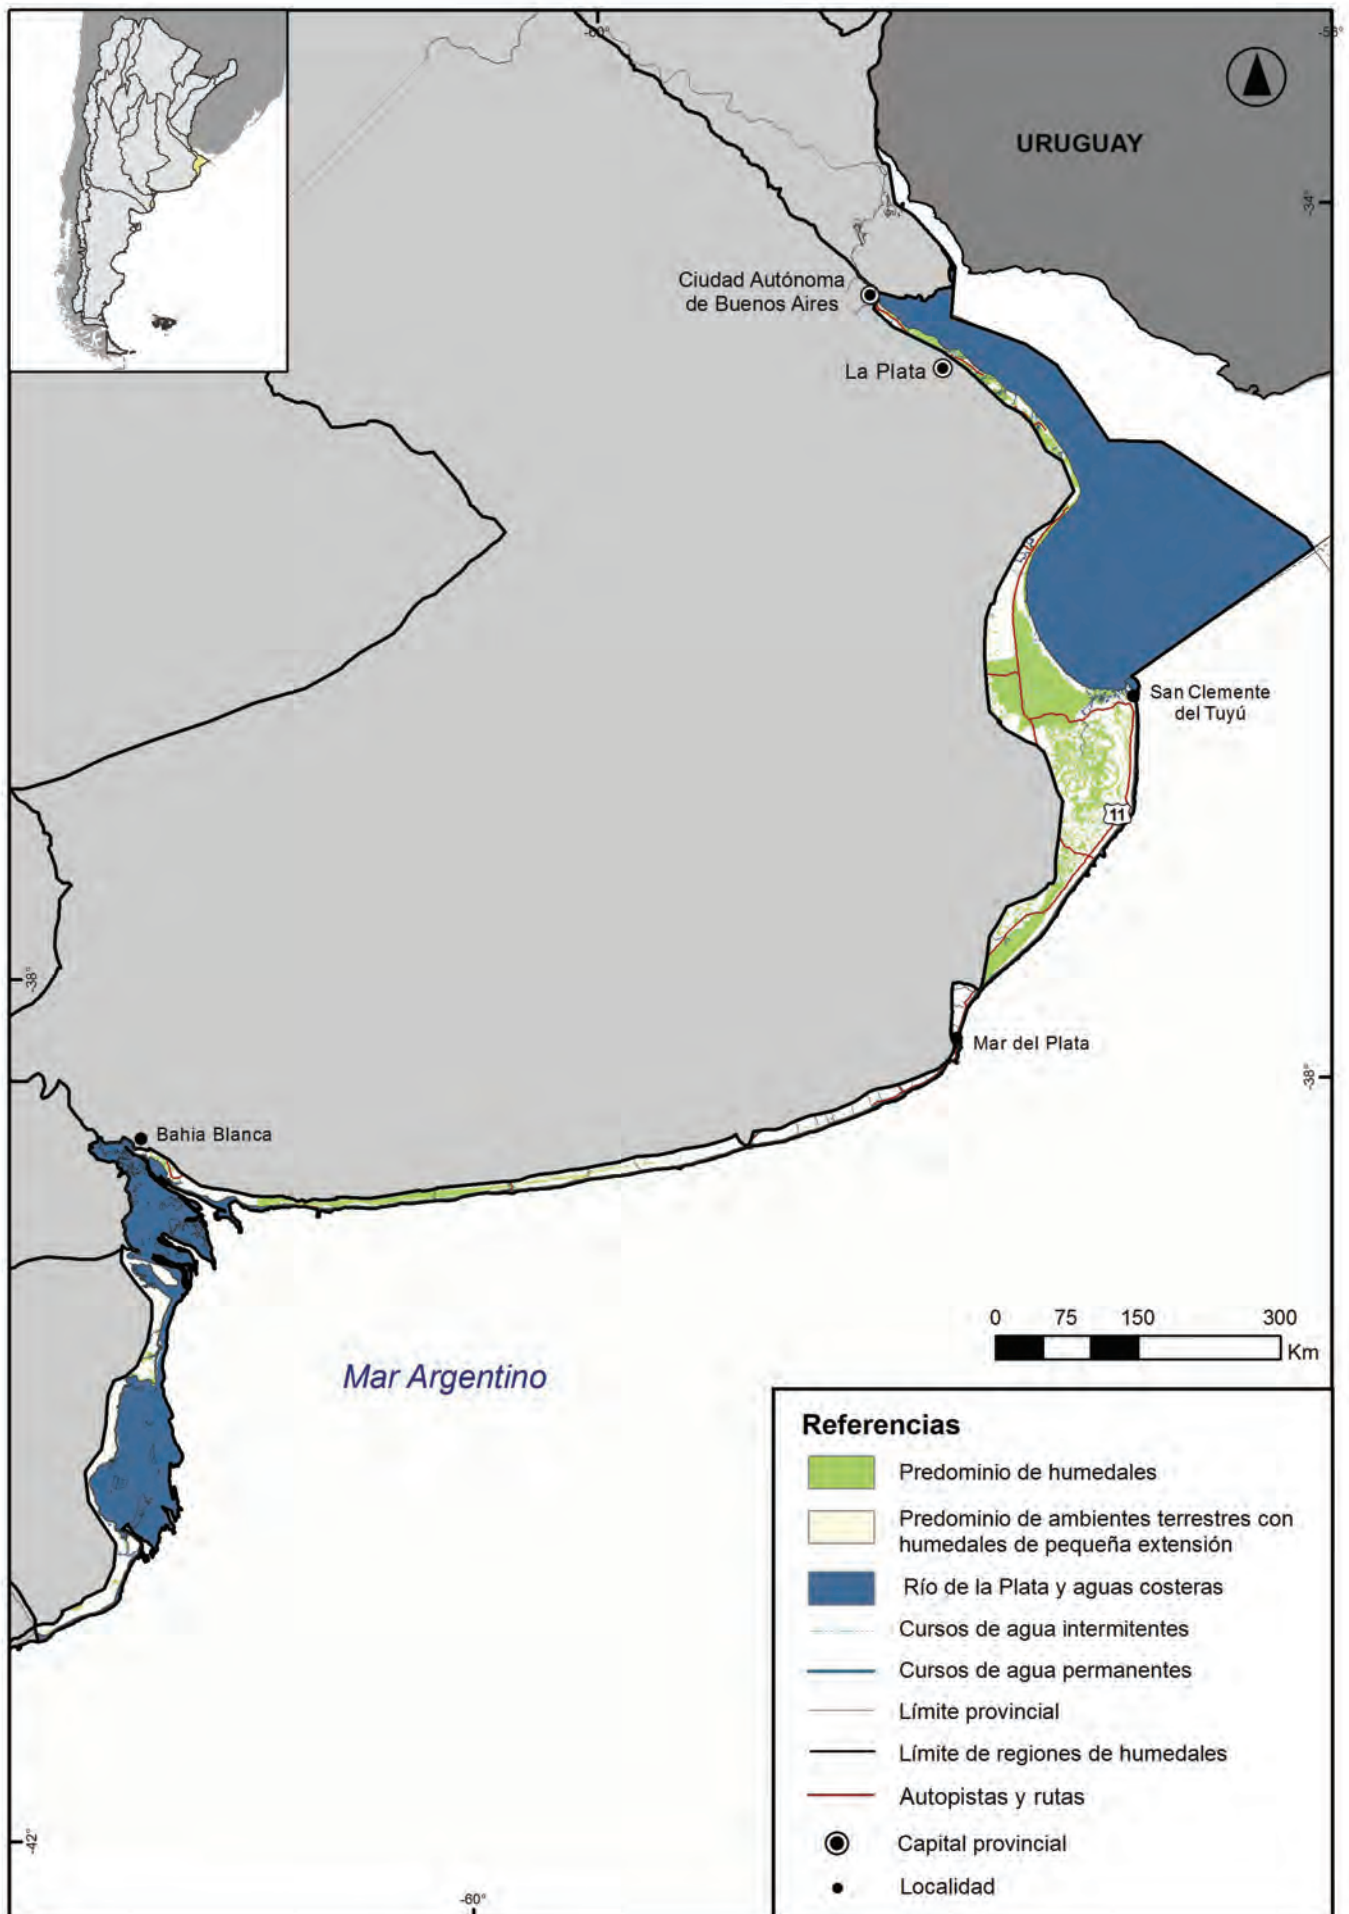 -60°
-58°
URUGUAY
-34°
Ciudad Autónoma
de Buenos Aires
La Plata
San Clemente
del Tuyú
11
-38°
Mar del Plata
-38°
Bahia Blanca
0 75 150 300
Km
Mar Argentino
Referencias
Predominio de humedales
Predominio de ambientes terrestres con
humedales de pequeña extensión
Río de la Plata y aguas costeras
Cursos de agua intermitentes
Cursos de agua permanentes
Límite provincial
Límite de regiones de humedales
Autopistas y rutas
Capital provincial
Localidad
-42°
-60°